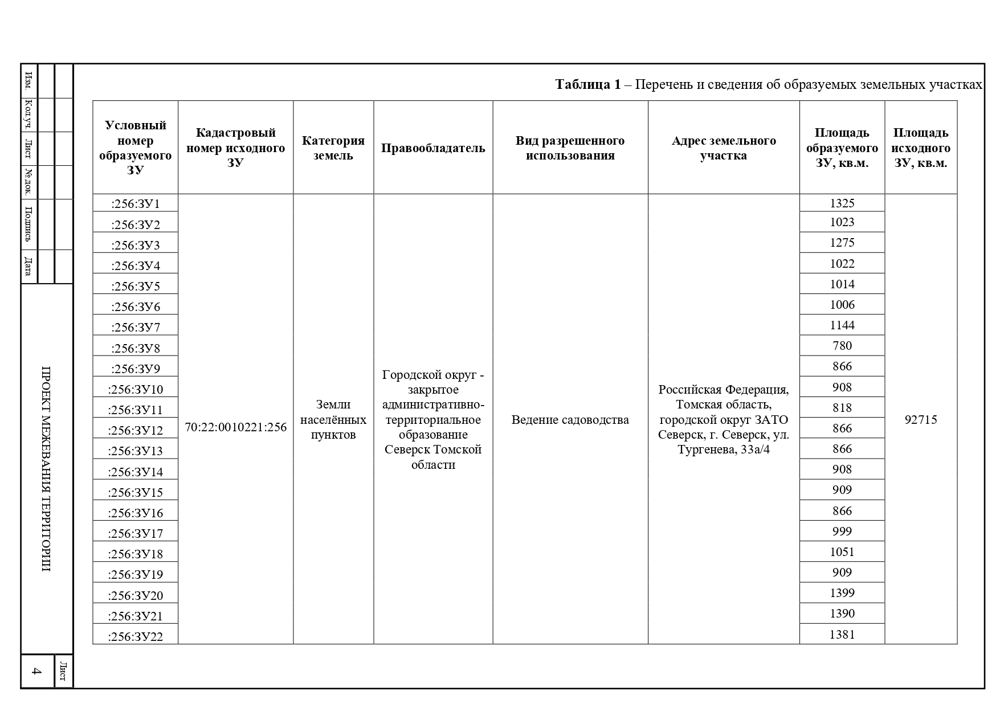 Таблица 1 – Перечень и сведения об образуемых земельных участках
Условный
номер
образуемого
ЗУ
Кадастровый
номер исходного
ЗУ
Категория
земель
Правообладатель
Вид разрешенного
использования
Адрес земельного
участка
Площадь
образуемого
ЗУ, кв.м.
Площадь
исходного
ЗУ, кв.м.
:256:ЗУ1 1325
:256:ЗУ2 1023
:256:ЗУ3 1275
:256:ЗУ4 1022
:256:ЗУ5 1014
:256:ЗУ6 1006
:256:ЗУ7 1144
:256:ЗУ8 780
:256:ЗУ9 866
:256:ЗУ10 908
:256:ЗУ11 818
:256:ЗУ12 866
:256:ЗУ13 866
:256:ЗУ14 908
:256:ЗУ15 909
:256:ЗУ16 866
:256:ЗУ17 999
:256:ЗУ18 1051
:256:ЗУ19 909
:256:ЗУ20 1399
:256:ЗУ21 1390
:256:ЗУ22 1381
70:22:0010221:256
Земли
населённых
пунктов
Городской округ -
закрытое
административно-
территориальное
образование
Северск Томской
области
Ведение садоводства
Российская Федерация,
Томская область,
городской округ ЗАТО
Северск, г. Северск, ул.
Тургенева, 33а/4
92715
Изм.
Кол.уч.
Лист
№ док.
Подпись
Дата
ПРОЕКТ МЕЖЕВАНИЯ ТЕРРИТОРИИ
Лист
4